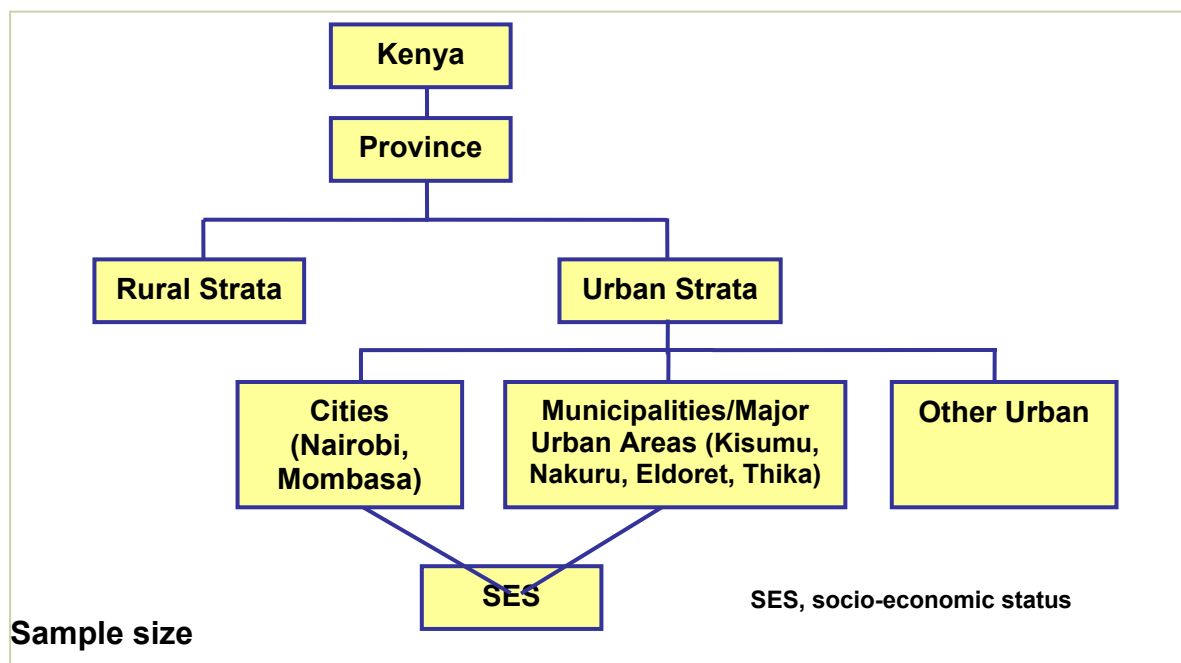 Kenya
Province
Rural Strata
Urban Strata
Cities
(Nairobi,
Mombasa)
Municipalities/Major
Urban Areas (Kisumu,
Nakuru, Eldoret, Thika)
Other Urban
SES
SES, socio-economic status
Sample size